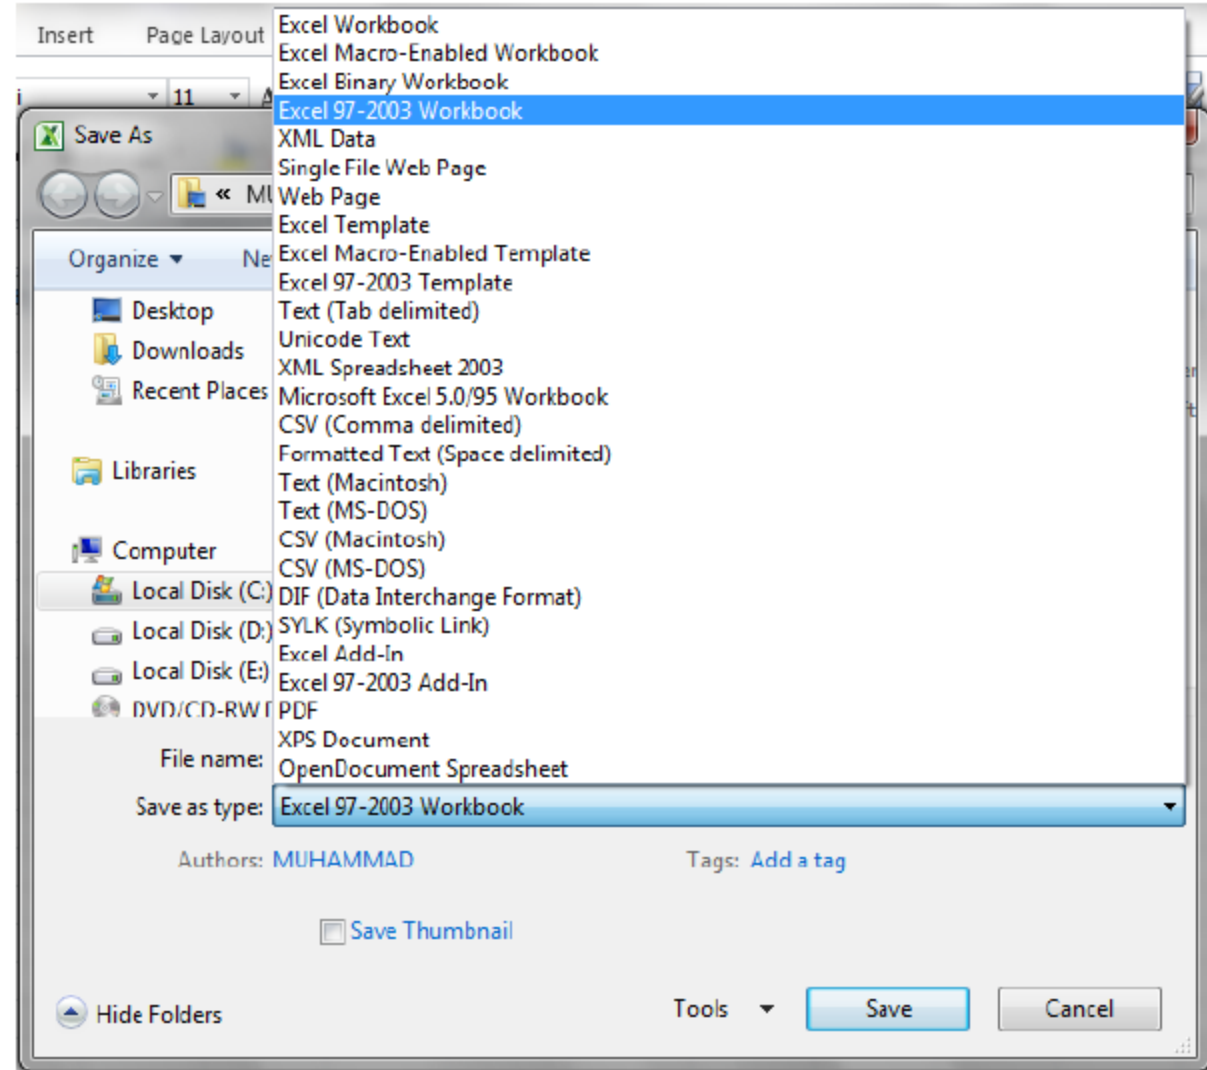 Insert Page Layout
11
Save As
«
Organize
Desktop
Downloads
Recent Places
Libraries
Computer
Local Disk (C:)
Local Disk (D:)
Local Disk (E:)
DVD/CD-RW
Excel Workbook
Excel Macro-Enabled Workbook
Excel Binary Workbook
Excel 97-2003 Workbook
XML Data
Single File Web Page
Web Page
Excel Template
Excel Macro-Enabled Template
Excel 97-2003 Template
Text (Tab delimited)
Unicode Text
XML Spreadsheet 2003
Microsoft Excel 5.0/95 Workbook
CSV (Comma delimited)
Formatted Text (Space delimited)
Text (Macintosh)
Text (MS-DOS)
CSV (Macintosh)
CSV (MS-DOS)
DIF (Data Interchange Format)
SYLK (Symbolic Link)
Excel Add-In
Excel 97-2003 Add-In
PDF
XPS Document
OpenDocument Spreadsheet
File name:
Save as type: Excel 97-2003 Workbook
Authors: MUHAMMAD Tags: Add a tag
Save Thumbnail
Hide Folders Tools Save Cancel